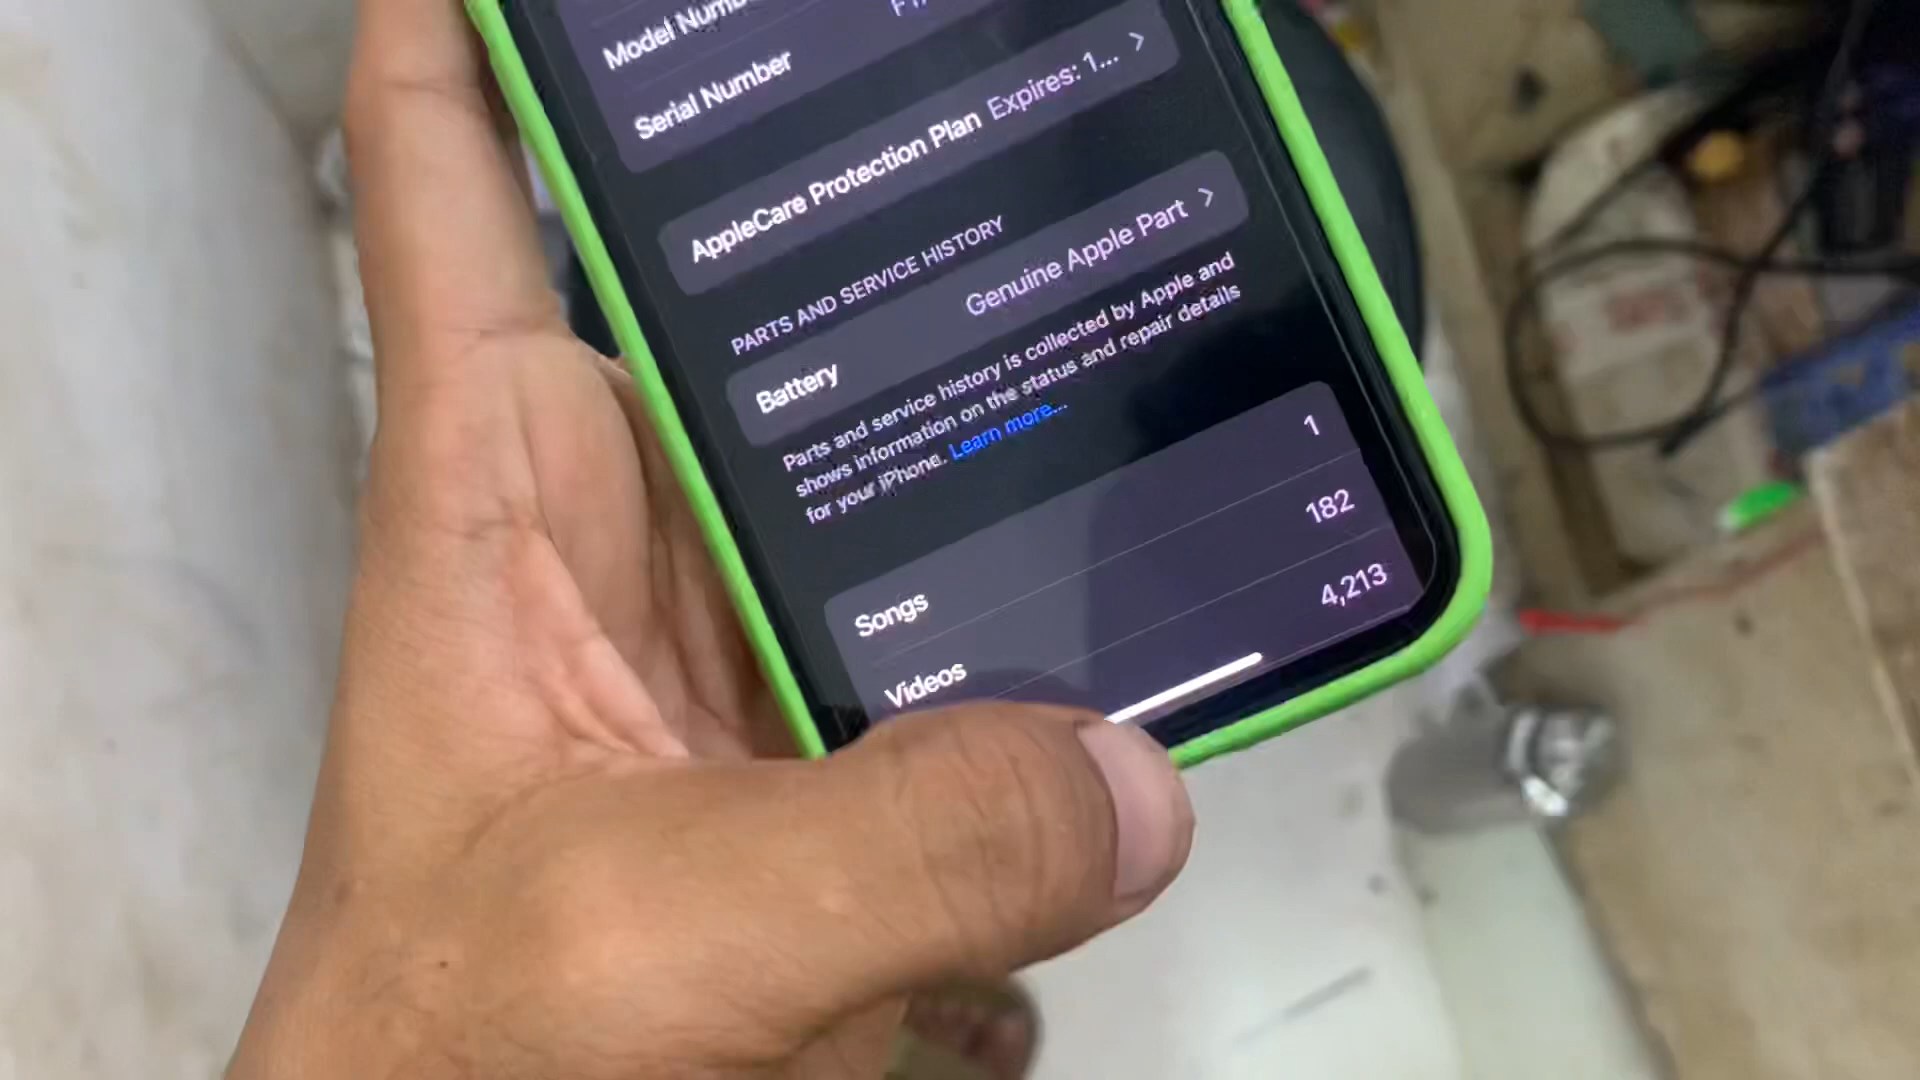 Model
Serial Number
AppleCare Protection Plan Expires: 1... >
PARTS AND SERVICE HISTORY
Battery Genuine Apple Part >
Parts and service history is collected by Apple and
shows information on the status and repair details
for your iPhone. Learn more...
Songs 1
Videos 182
4,213